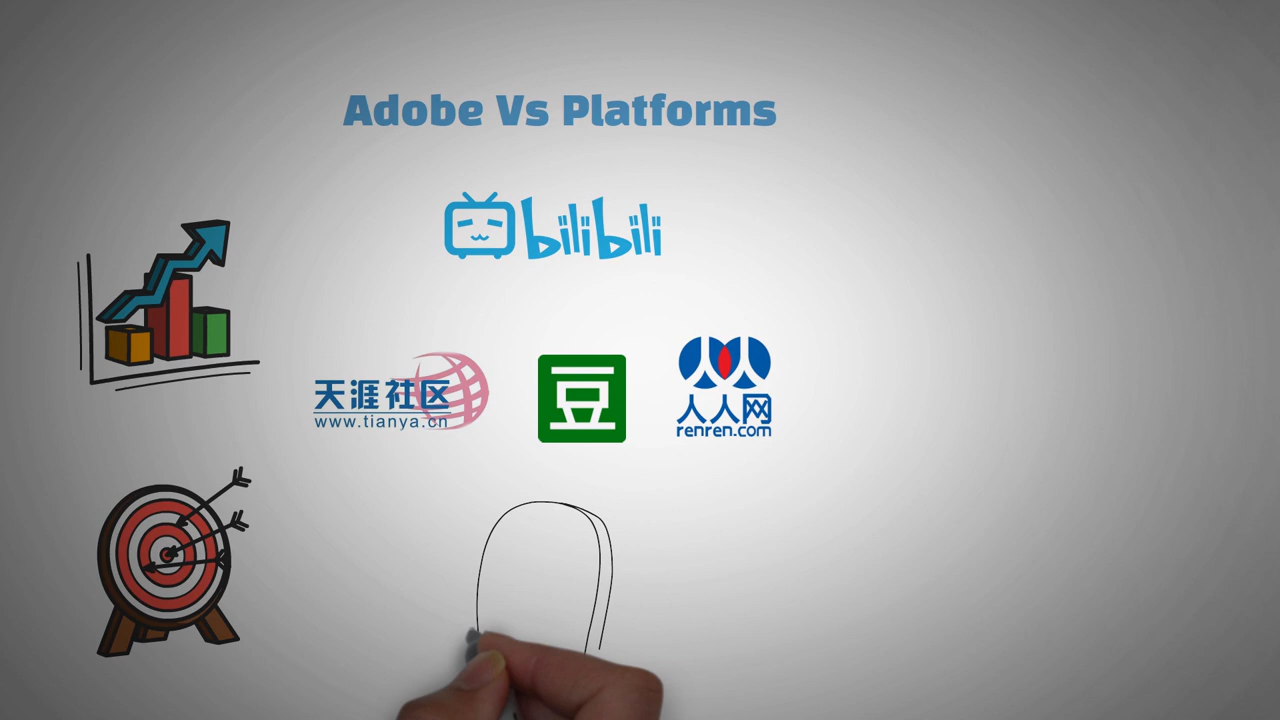 Adobe Vs Platforms
bilibili
天涯社区
www.tianya.cn
豆
人人网
renren.com